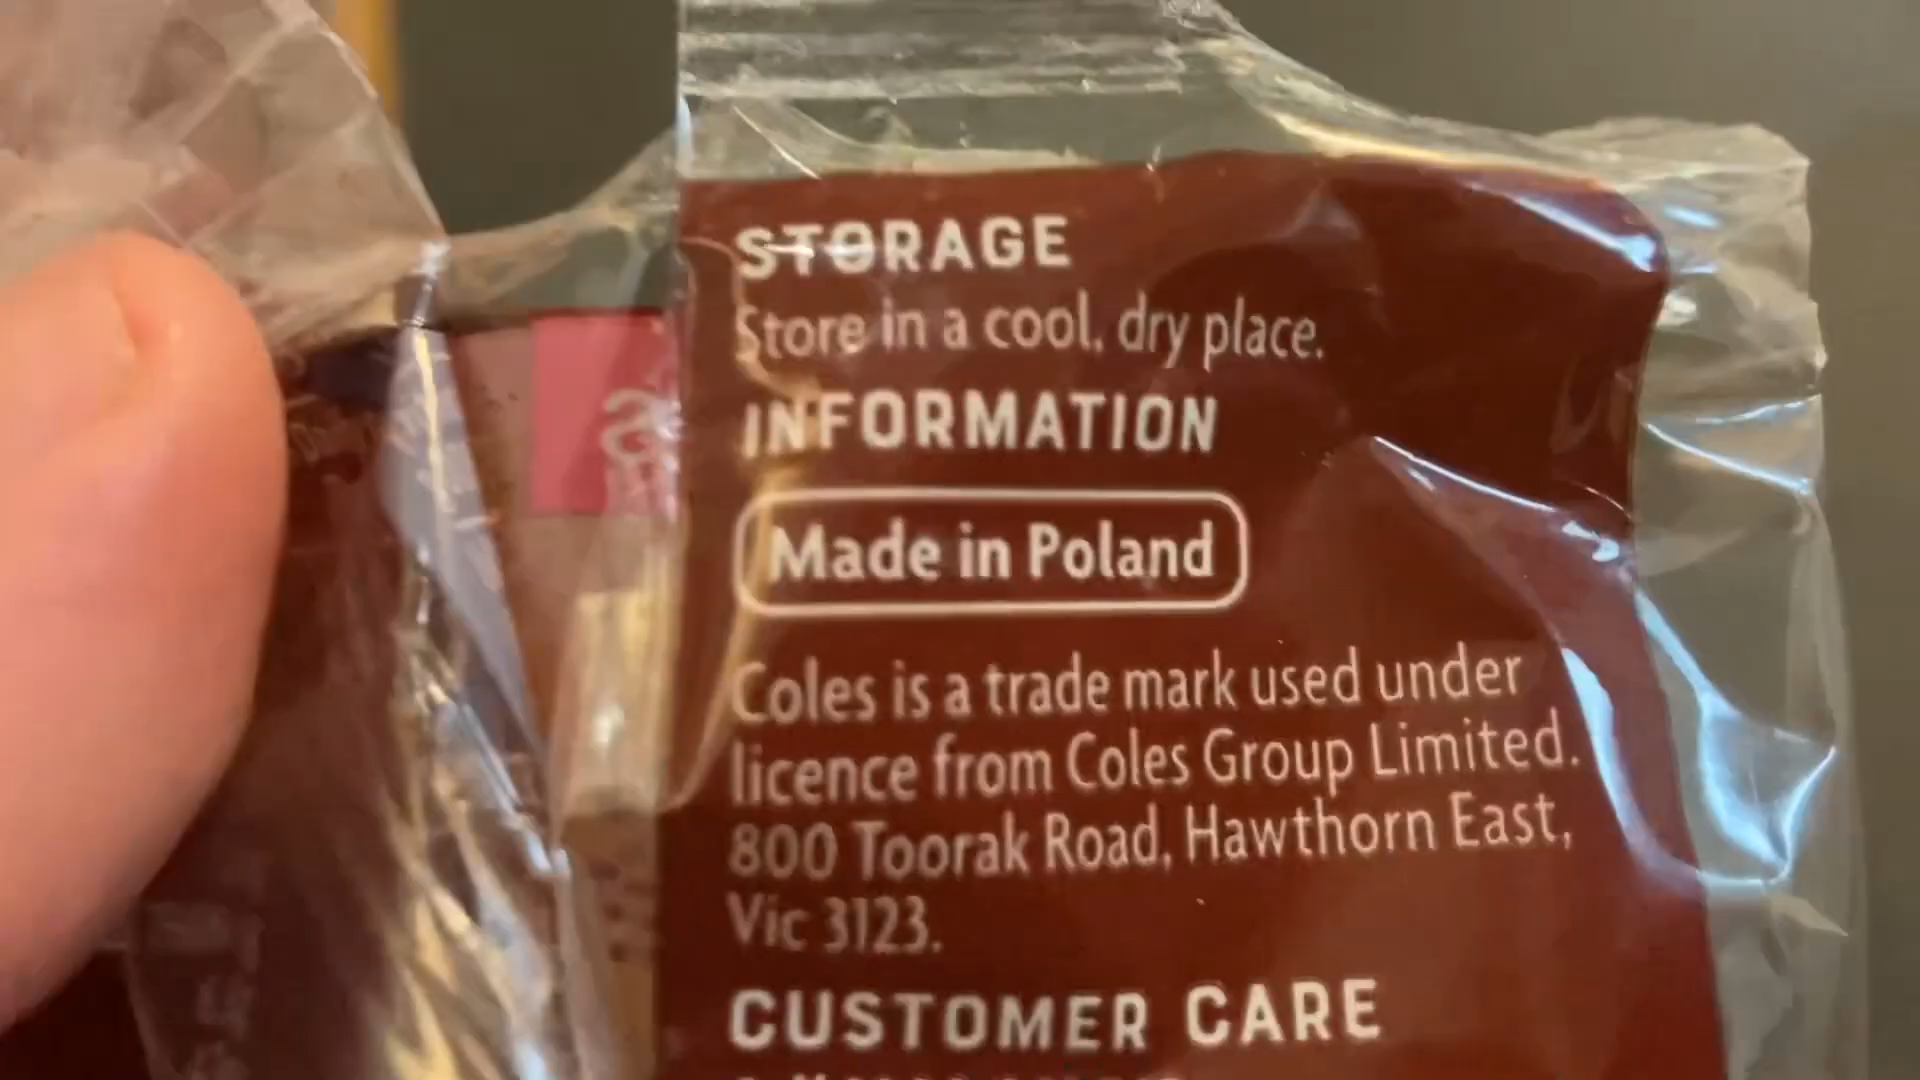 STORAGE
Store in a cool, dry place.
INFORMATION
Made in Poland
Coles is a trade mark used under
licence from Coles Group Limited.
800 Toorak Road, Hawthorn East,
Vic 3123.
CUSTOMER CARE